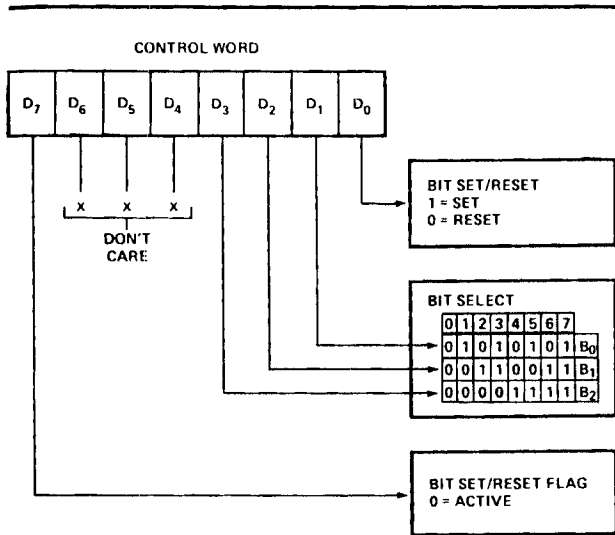 CONTROL WORD
D7 D6 D5 D4 D3 D2 D1 D0
X X X
DON'T
CARE
BIT SET/RESET
1 = SET
0 = RESET
BIT SELECT
0 1 2 3 4 5 6 7
0 1 0 1 0 1 0 1 B0
0 0 1 1 0 0 1 1 B1
0 0 0 0 1 1 1 1 B2
BIT SET/RESET FLAG
0 = ACTIVE